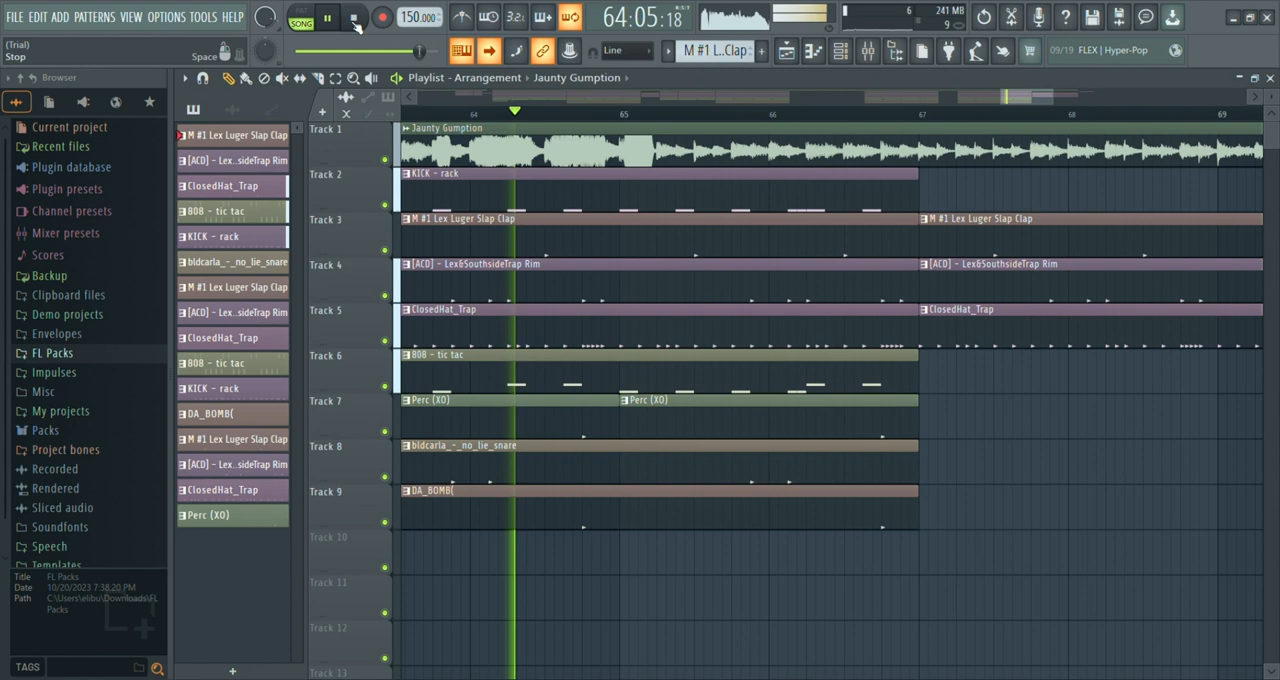 FILE EDIT ADD PATTERNS VIEW OPTIONS TOOLS HELP
PAT
SONG
150.000
3.2.
64:05:18
6
241 MB
9
(Trial)
Stop
Space
Line
M #1 L..Clap
09/19 FLEX | Hyper-Pop
Browser
Playlist - Arrangement
Jaunty Gumption
Current project
Recent files
Plugin database
Plugin presets
Channel presets
Mixer presets
Scores
Backup
Clipboard files
Demo projects
Envelopes
FL Packs
Impulses
Misc
My projects
Packs
Project bones
Recorded
Rendered
Sliced audio
Soundfonts
Speech
Templates
Title FL Packs
Date 10/20/2023 7:38:20 PM
Path C:\Users\elibu\Downloads\FL
Packs
TAGS
M #1 Lex Luger Slap Clap
[ACD] - Lex..sideTrap Rim
ClosedHat_Trap
808 - tic tac
KICK - rack
bldcarla_-_no_lie_snare
M #1 Lex Luger Slap Clap
[ACD] - Lex..sideTrap Rim
ClosedHat_Trap
808 - tic tac
KICK - rack
DA_BOMB(
M #1 Lex Luger Slap Clap
[ACD] - Lex..sideTrap Rim
ClosedHat_Trap
Perc (XO)
64 65 66 67 68 69
Track 1
Jaunty Gumption
Track 2
KICK - rack
Track 3
M #1 Lex Luger Slap Clap
M #1 Lex Luger Slap Clap
Track 4
[ACD] - Lex&SouthsideTrap Rim
[ACD] - Lex&SouthsideTrap Rim
Track 5
ClosedHat_Trap
ClosedHat_Trap
Track 6
808 - tic tac
Track 7
Perc (XO)
Perc (XO)
Track 8
bldcarla_-_no_lie_snare
Track 9
DA_BOMB(
Track 10
Track 11
Track 12
Track 13